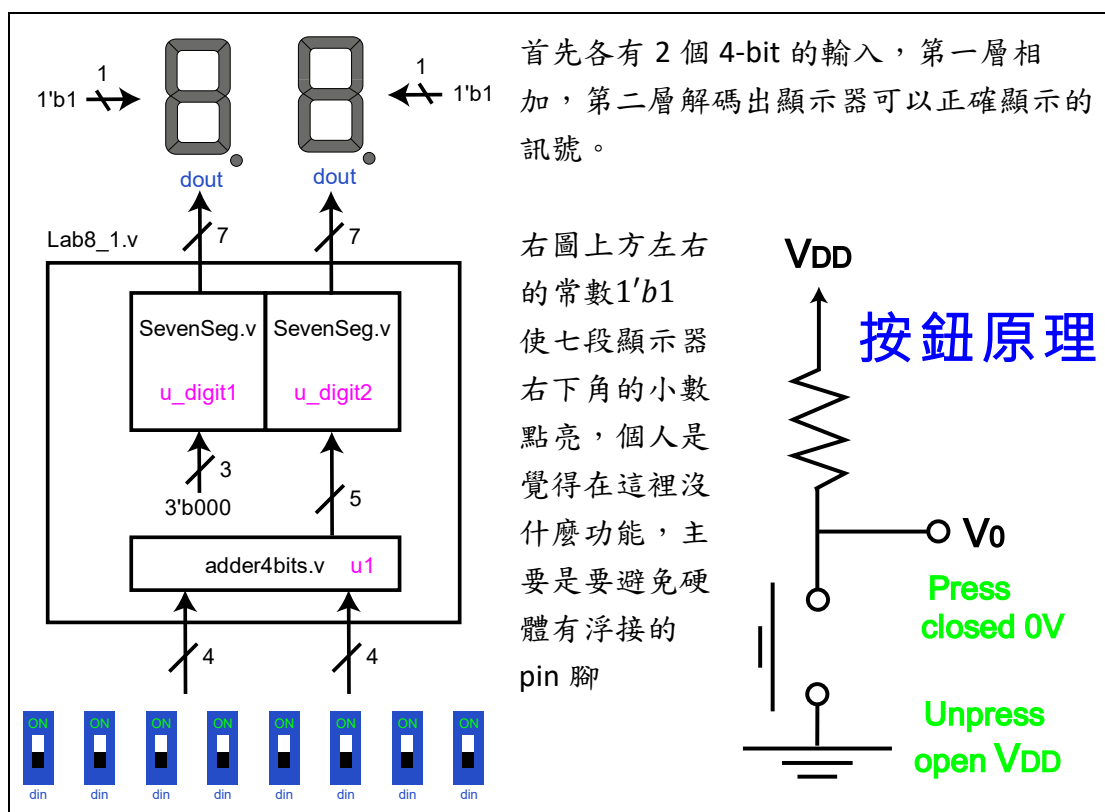 首先各有 2 個 4-bit 的輸入，第一層相
加，第二層解碼出顯示器可以正確顯示的
訊號。
1
1'b1
1
1'b1
dout
dout
7
7
Lab8_1.v
SevenSeg.v
SevenSeg.v
u_digit1
u_digit2
3
3'b000
5
adder4bits.v u1
4
4
ON
ON
ON
ON
ON
ON
ON
ON
din
din
din
din
din
din
din
din
右圖上方左右
的常數1′b1
使七段顯示器
右下角的小數
點亮，個人是
覺得在這裡沒
什麼功能，主
要是要避免硬
體有浮接的
pin 腳
VDD
按鈕原理
V0
Press
closed 0V
Unpress
open VDD